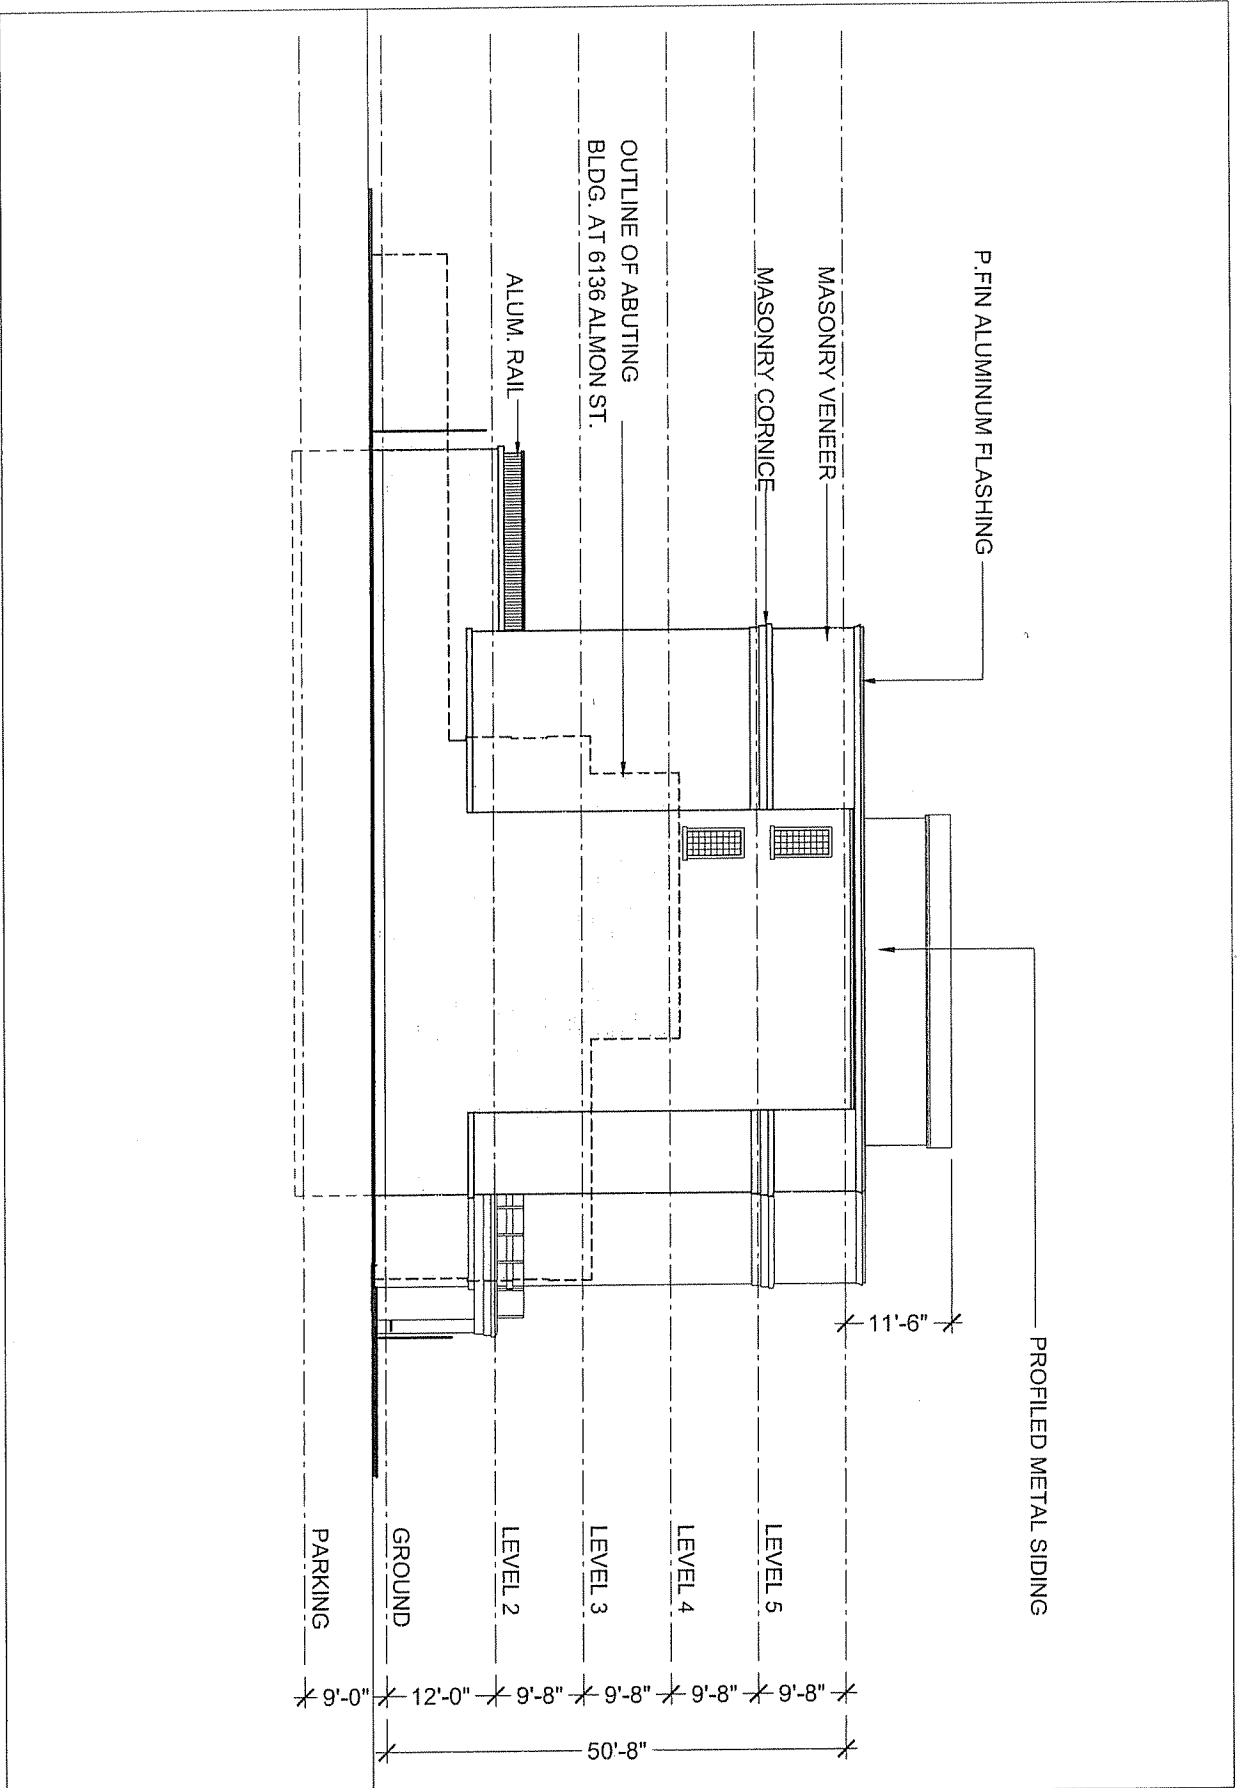 P.FIN ALUMINUM FLASHING
MASONRY VENEER
MASONRY CORNICE
OUTLINE OF ABUTING
BLDG. AT 6136 ALMON ST.
ALUM. RAIL
PROFILED METAL SIDING
11'-6"
LEVEL 5
LEVEL 4
LEVEL 3
LEVEL 2
GROUND
PARKING
9'-8"
9'-8"
9'-8"
9'-8"
12'-0"
9'-0"
50'-8"